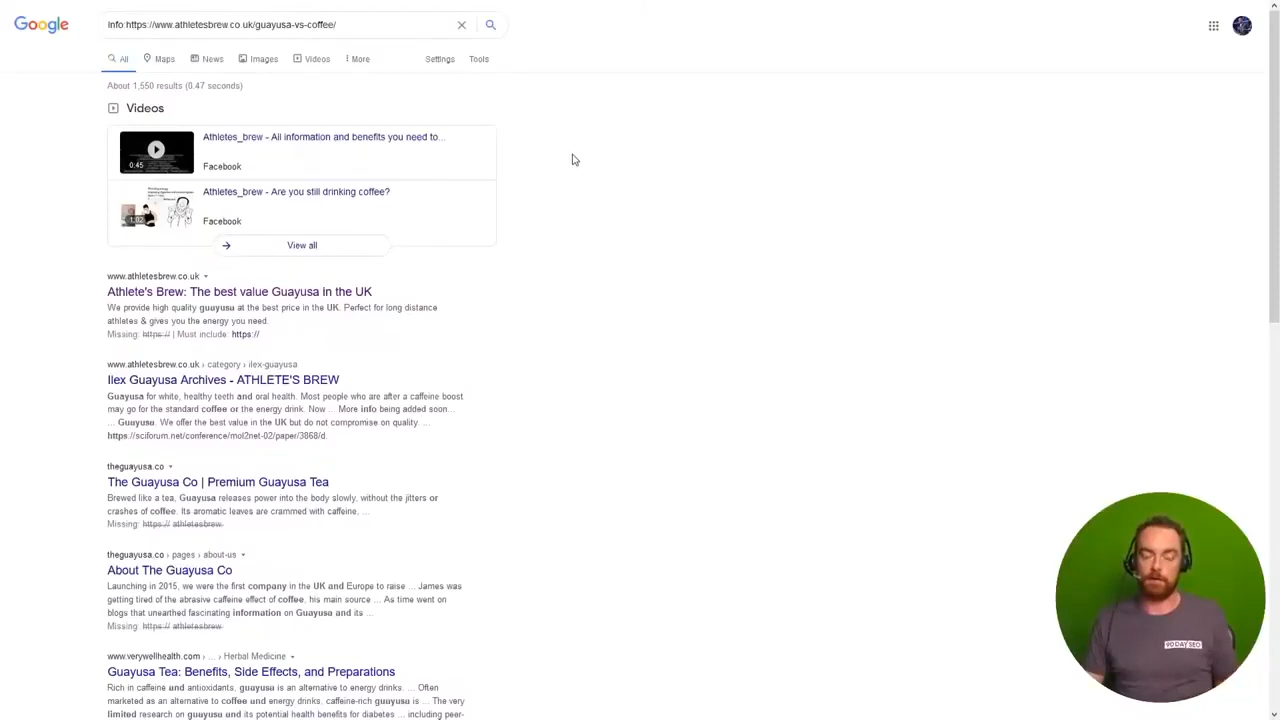 Google
info:https://www.athletesbrew.co.uk/guayusa-vs-coffee/
All
Maps
News
Images
Videos
More
Settings
Tools
About 1,550 results (0.47 seconds)
Videos
Athletes_brew - All information and benefits you need to...
0:45
Facebook
Athletes_brew - Are you still drinking coffee?
1:02
Facebook
View all
www.athletesbrew.co.uk
Athlete's Brew: The best value Guayusa in the UK
We provide high quality guayusa at the best price in the UK. Perfect for long distance
athletes & gives you the energy you need.
Missing: https:// | Must include: https://
www.athletesbrew.co.uk › category › ilex-guayusa
Ilex Guayusa Archives - ATHLETE'S BREW
Guayusa for white, healthy teeth and oral health. Most people who are after a caffeine boost
may go for the standard coffee or the energy drink. Now ... More info being added soon...
... Guayusa. We offer the best value in the UK but do not compromise on quality. ...
https://sciforum.net/conference/mol2net-02/paper/3868/d.
theguayusa.co
The Guayusa Co | Premium Guayusa Tea
Brewed like a tea, Guayusa releases power into the body slowly, without the jitters or
crashes of coffee. Its aromatic leaves are crammed with caffeine, ...
Missing: https:// athletesbrew.
theguayusa.co › pages › about-us
About The Guayusa Co
Launching in 2015, we were the first company in the UK and Europe to raise ... James was
getting tired of the abrasive caffeine effect of coffee, his main source ... As time went on
blogs that unearthed fascinating information on Guayusa and its ...
Missing: https:// athletesbrew.
www.verywellhealth.com › ... › Herbal Medicine
Guayusa Tea: Benefits, Side Effects, and Preparations
Rich in caffeine and antioxidants, guayusa is an alternative to energy drinks. ... Often
marketed as an alternative to coffee and energy drinks, caffeine-rich guayusa is ... The very
limited research on guayusa and its potential health benefits for diabetes ... including peer-
90 DAY SEO